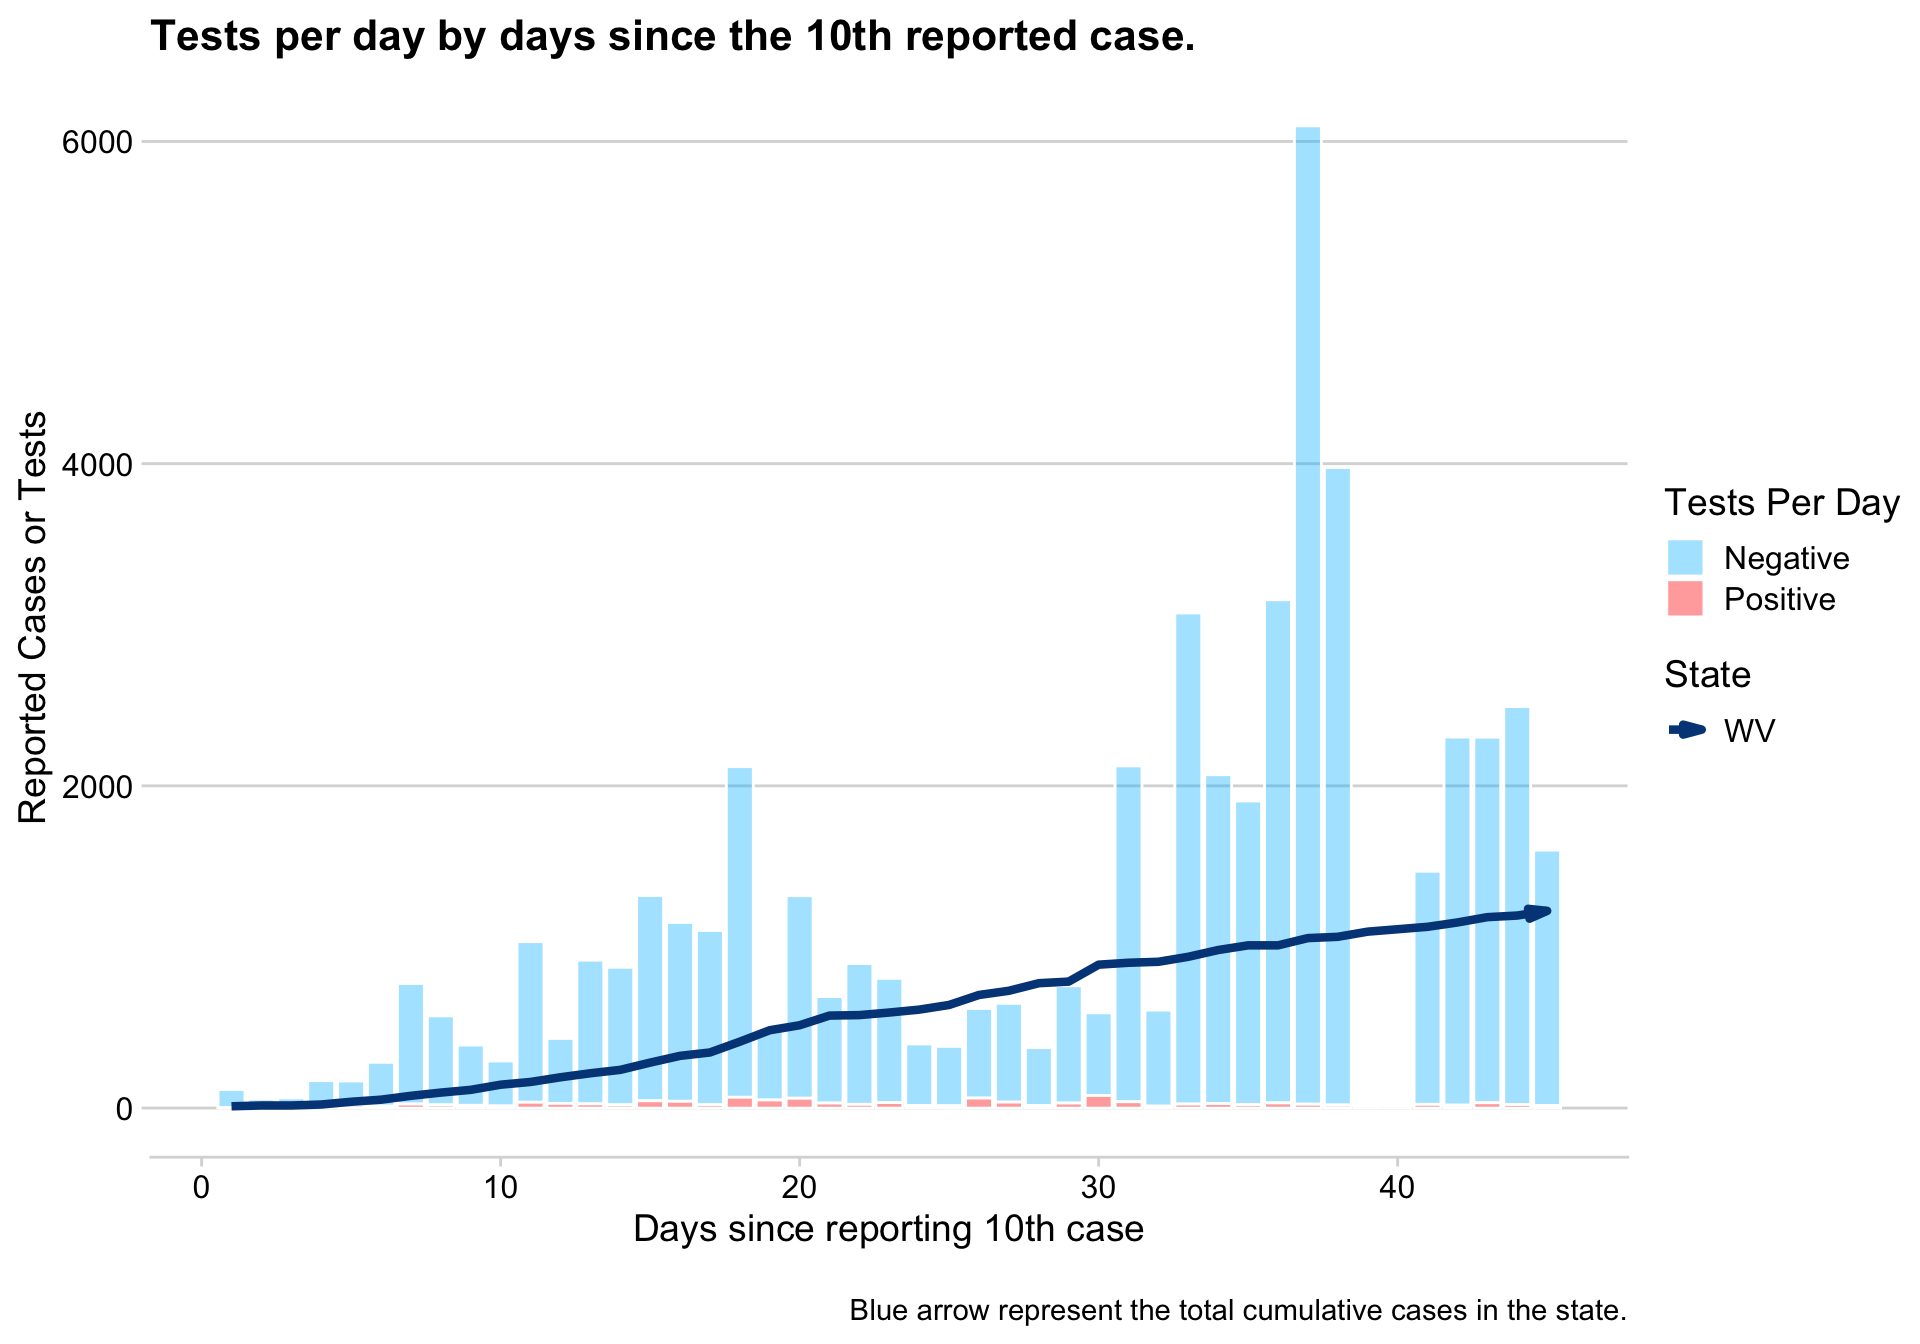 Tests per day by days since the 10th reported case.
Reported Cases or Tests
6000
4000
2000
0
0 10 20 30 40
Days since reporting 10th case
Tests Per Day
Negative
Positive
State
WV
Blue arrow represent the total cumulative cases in the state.